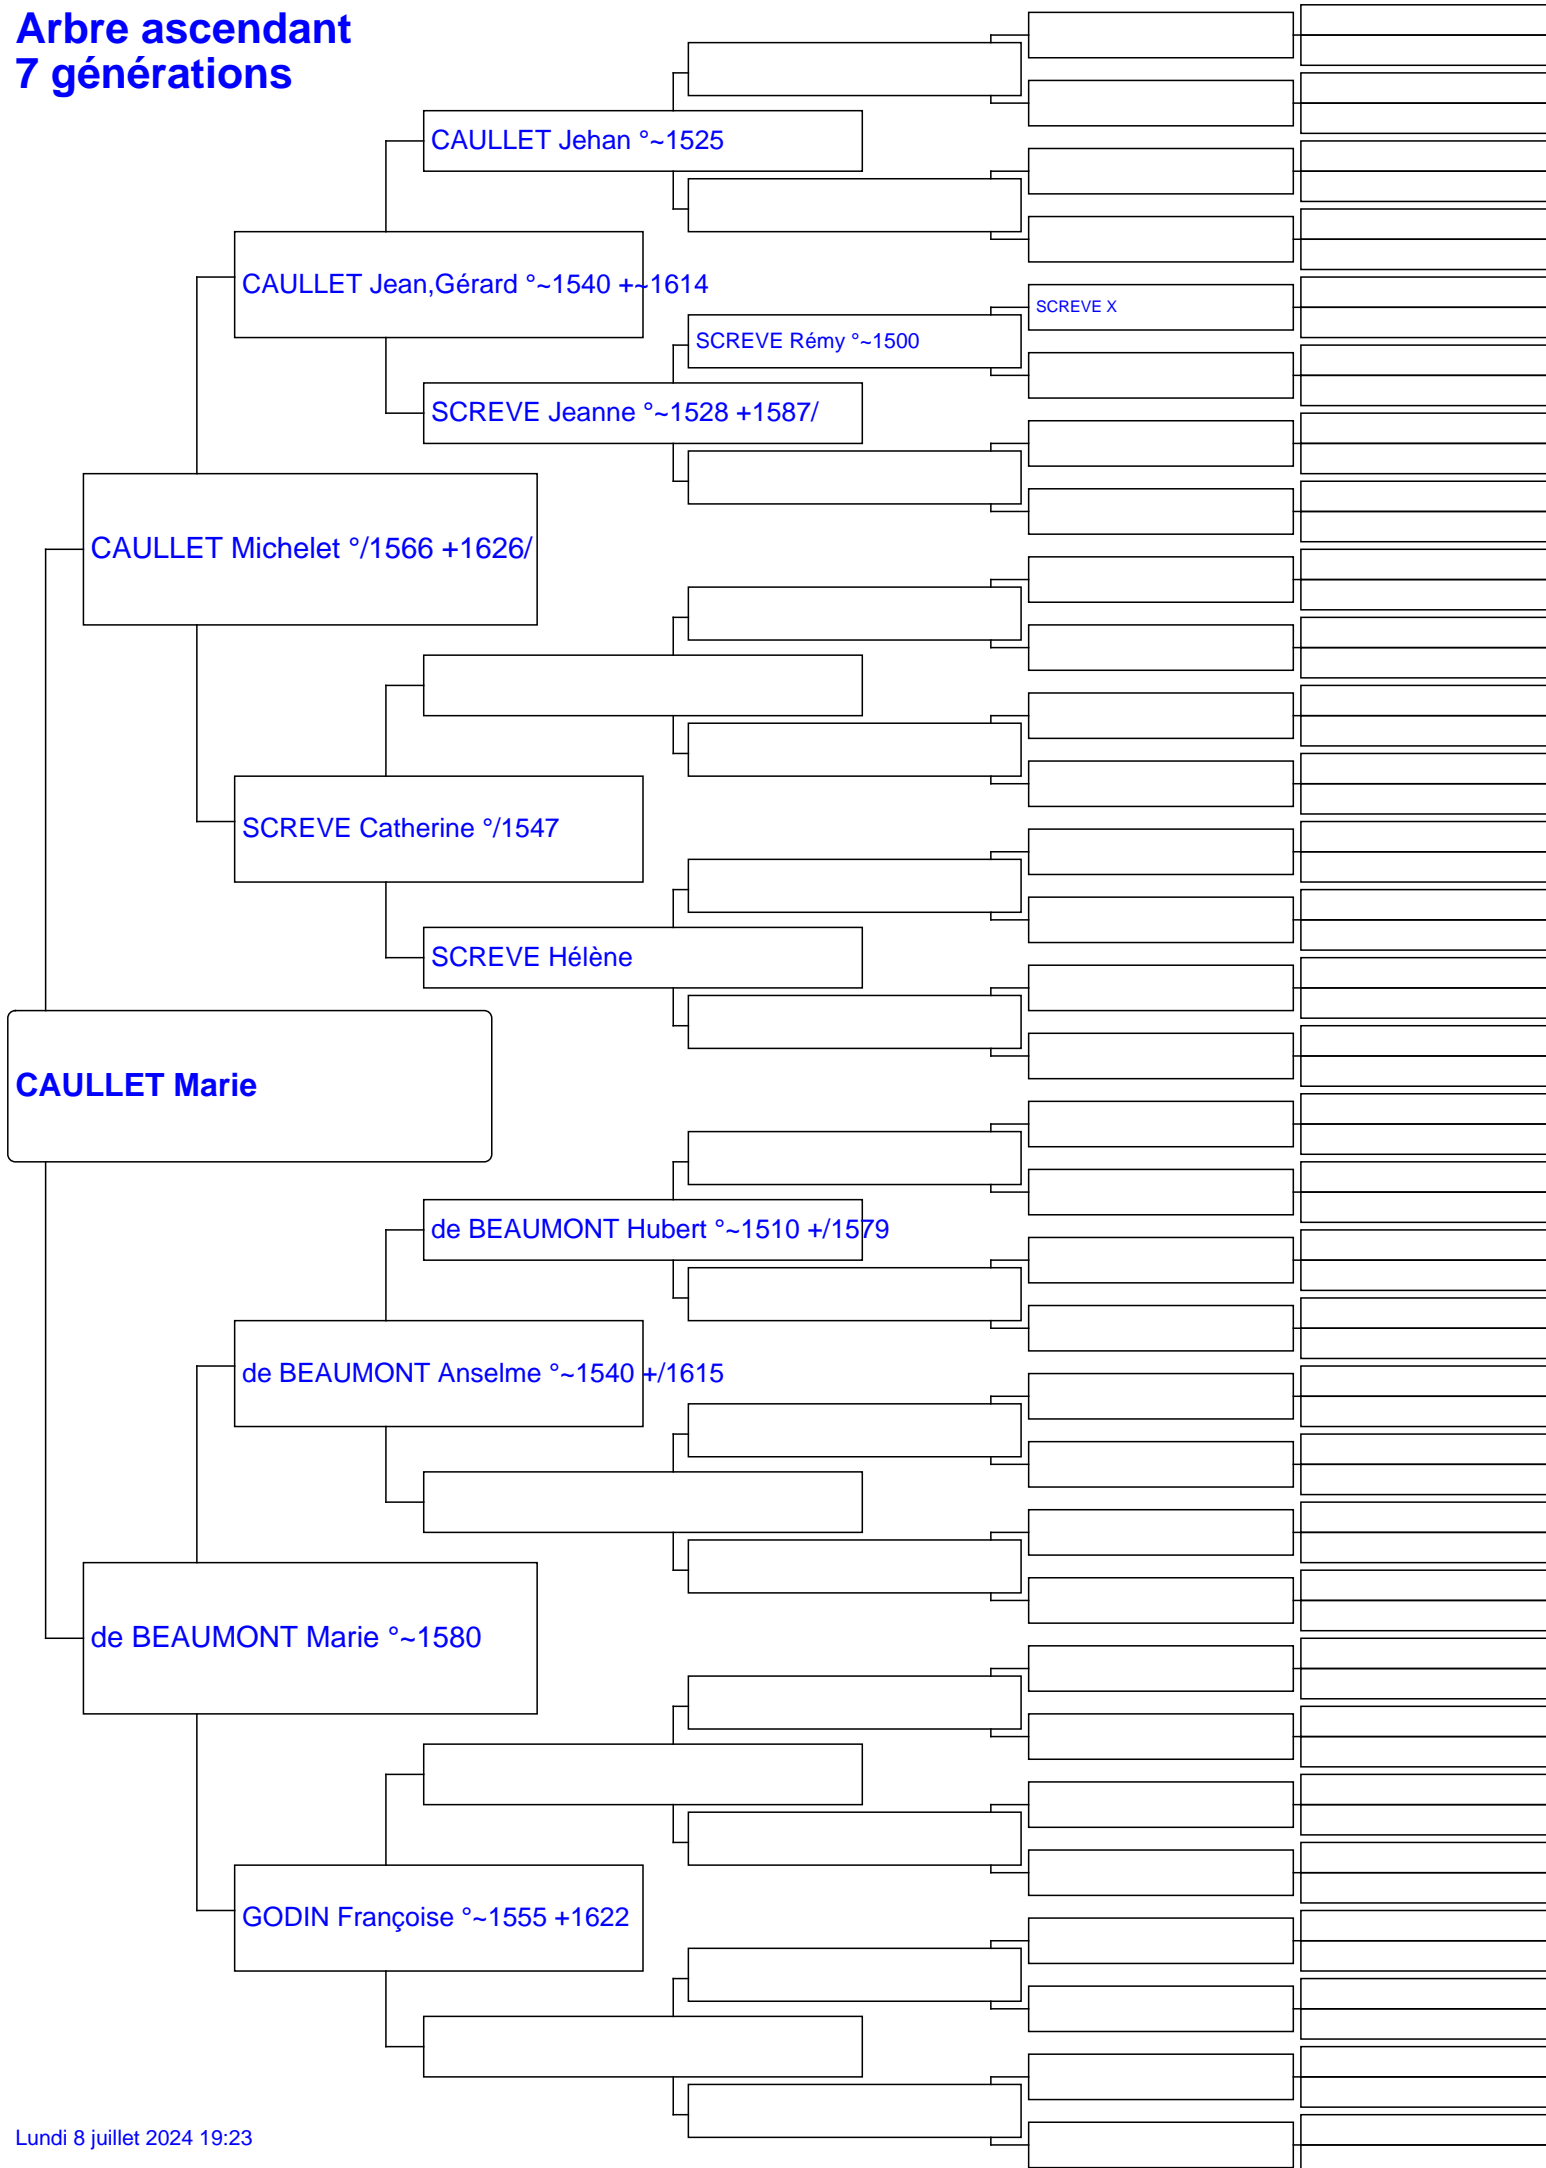 Arbre ascendant
7 générations
CAULLET Jehan °~1525
CAULLET Jean,Gérard °~1540 +~1614
SCREVE X
SCREVE Rémy °~1500
SCREVE Jeanne °~1528 +1587/
CAULLET Michelet °/1566 +1626/
SCREVE Catherine °/1547
SCREVE Hélène
CAULLET Marie
de BEAUMONT Hubert °~1510 +/1579
de BEAUMONT Anselme °~1540 +/1615
de BEAUMONT Marie °~1580
GODIN Françoise °~1555 +1622
Lundi 8 juillet 2024 19:23